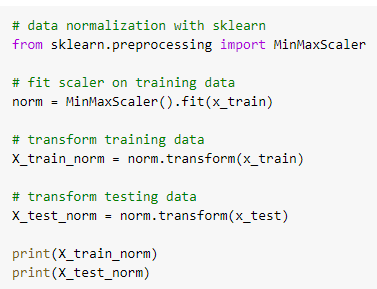 # data normalization with sklearn
from sklearn.preprocessing import MinMaxScaler
# fit scaler on training data
norm = MinMaxScaler().fit(x_train)
# transform training data
X_train_norm = norm.transform(x_train)
# transform testing data
X_test_norm = norm.transform(x_test)
print(X_train_norm)
print(X_test_norm)